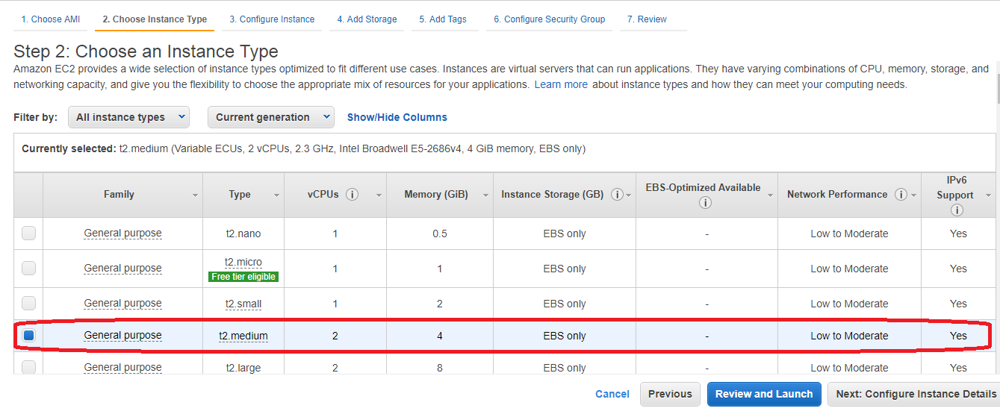 1. Choose AMI 2. Choose Instance Type 3. Configure Instance 4. Add Storage 5. Add Tags 6. Configure Security Group 7. Review
Step 2: Choose an Instance Type
Amazon EC2 provides a wide selection of instance types optimized to fit different use cases. Instances are virtual servers that can run applications. They have varying combinations of CPU, memory, storage, and
networking capacity, and give you the flexibility to choose the appropriate mix of resources for your applications. Learn more about instance types and how they can meet your computing needs.
Filter by: All instance types Current generation Show/Hide Columns
Currently selected: t2.medium (Variable ECUs, 2 vCPUs, 2.3 GHz, Intel Broadwell E5-2686v4, 4 GiB memory, EBS only)
Family Type vCPUs Memory (GiB) Instance Storage (GB) EBS-Optimized Available Network Performance IPv6 Support
General purpose t2.nano 1 0.5 EBS only - Low to Moderate Yes
General purpose t2.micro 1 1 EBS only - Low to Moderate Yes
Free tier eligible
General purpose t2.small 1 2 EBS only - Low to Moderate Yes
General purpose t2.medium 2 4 EBS only - Low to Moderate Yes
General purpose t2.large 2 8 EBS only - Low to Moderate Yes
Cancel Previous Review and Launch Next: Configure Instance Details